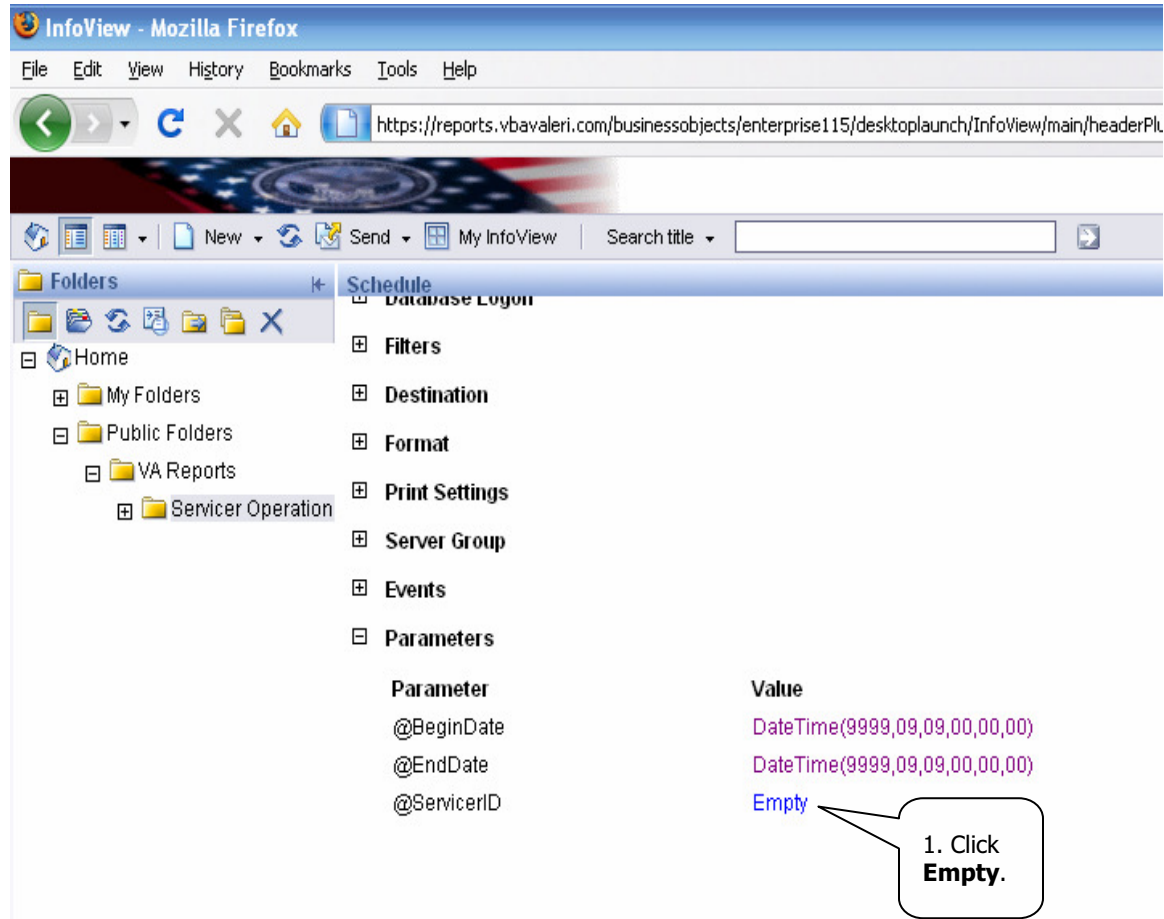 InfoView - Mozilla Firefox
File Edit View History Bookmarks Tools Help
https://reports.vbavaleri.com/businessobjects/enterprise115/desktoplaunch/InfoView/main/headerPlu
New Send My InfoView Search title
Folders
Schedule
Database Logon
Home
Filters
My Folders
Destination
Public Folders
Format
VA Reports
Print Settings
Servicer Operation
Server Group
Events
Parameters
Parameter Value
@BeginDate DateTime(9999,09,09,00,00,00)
@EndDate DateTime(9999,09,09,00,00,00)
@ServicerID Empty
1. Click
Empty.